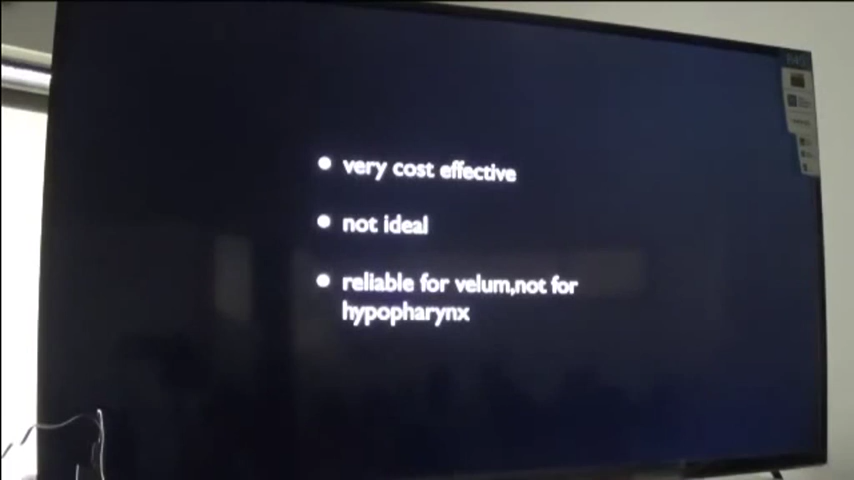 ● very cost effective
● not ideal
● reliable for velum,not for
hypopharynx